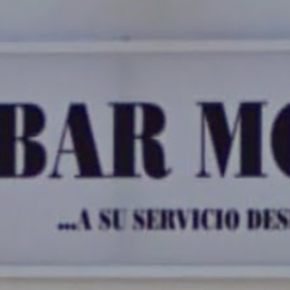 BAR MO
...A SU SERVICIO DES